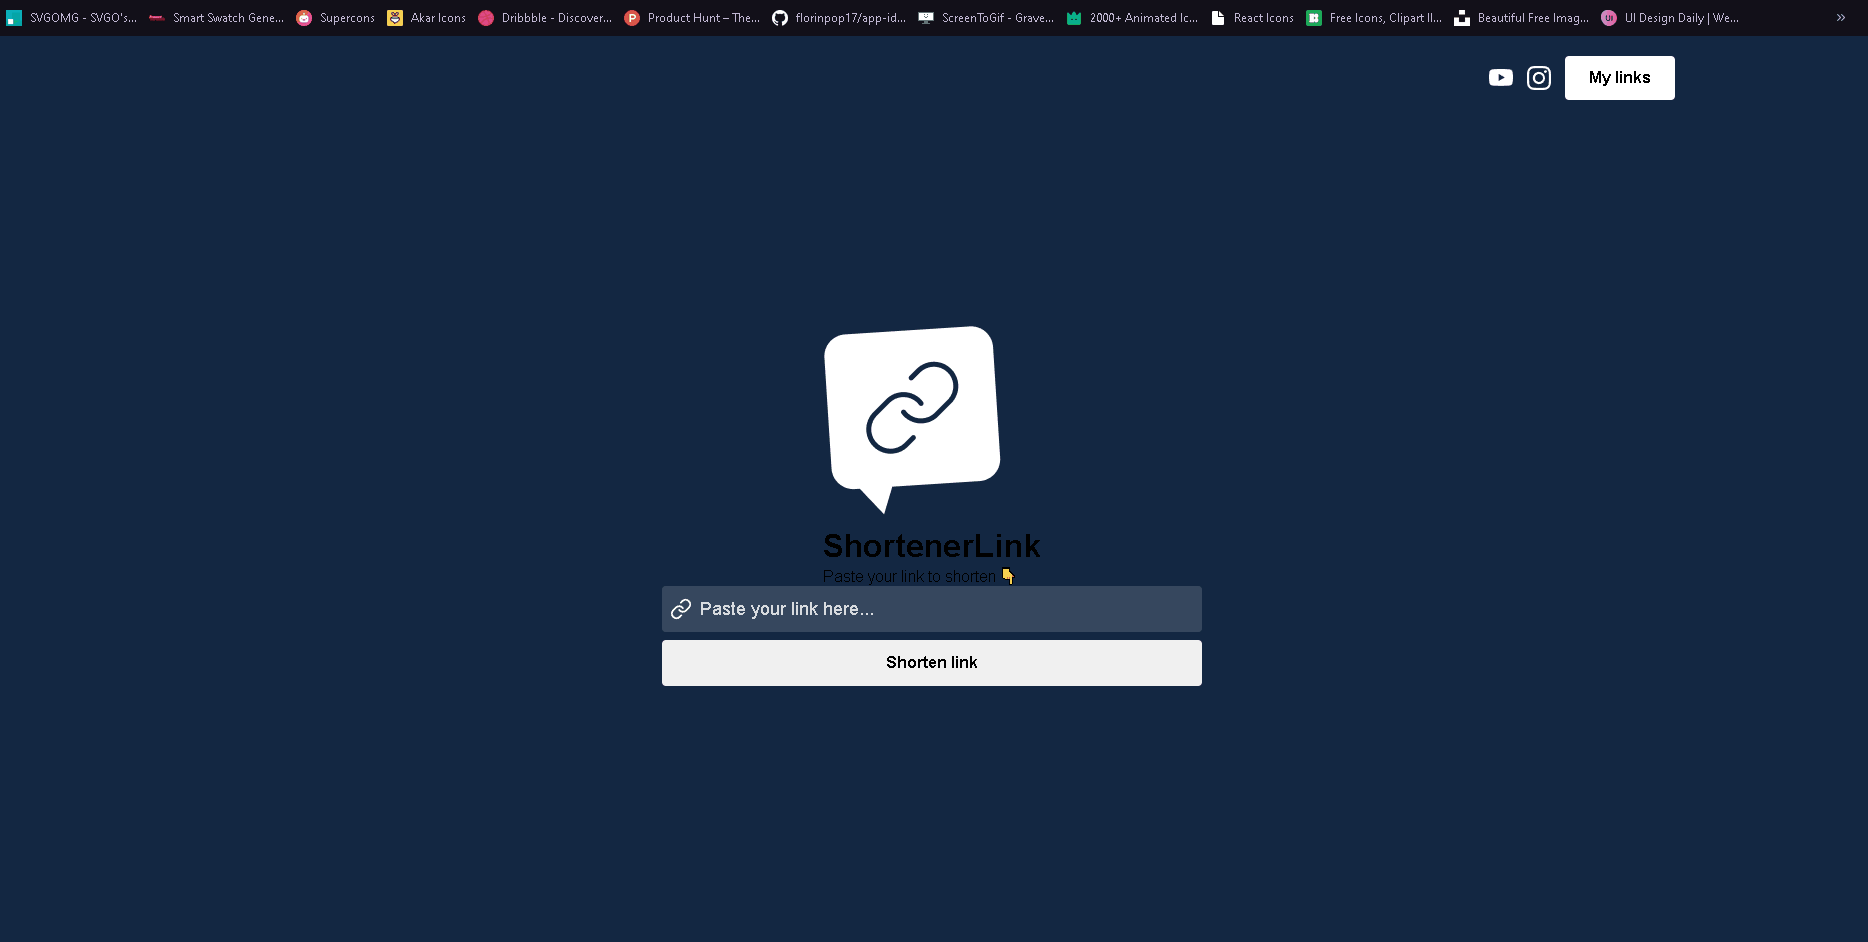 SVGOMG - SVGO's... Smart Swatch Gene... Supercons Akar Icons Dribbble - Discover... Product Hunt – The... florinpop17/app-id... ScreenToGif - Grave... 2000+ Animated Ic... React Icons Free Icons, Clipart Il... Beautiful Free Imag... UI Design Daily | We... »
My links
ShortenerLink
Paste your link to shorten 👇
Paste your link here...
Shorten link